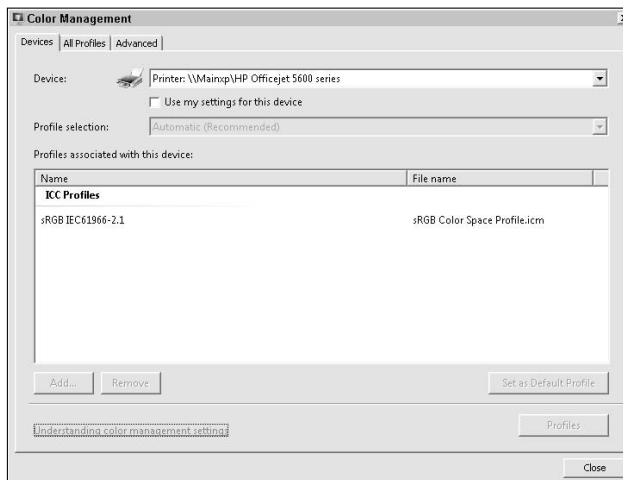 Color Management
Devices All Profiles Advanced
Device: Printer: \\Mainxp\HP Officejet 5600 series
Use my settings for this device
Profile selection: Automatic (Recommended)
Profiles associated with this device:
Name File name
ICC Profiles
sRGB IEC61966-2.1 sRGB Color Space Profile.icm
Add... Remove Set as Default Profile
Understanding color management settings Profiles
Close